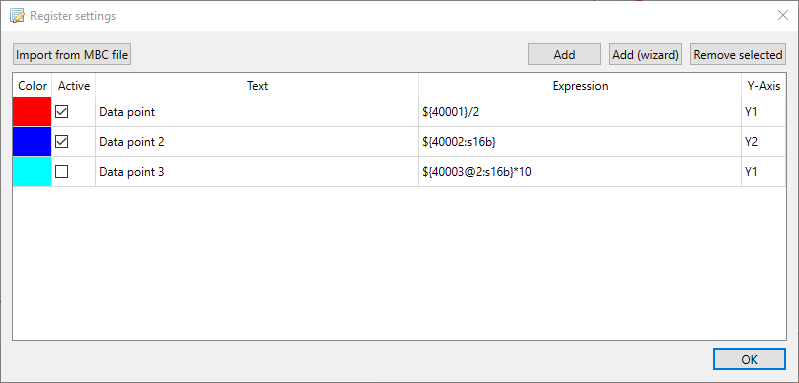 Register settings
Import from MBC file Add Add (wizard) Remove selected
Color Active Text Expression Y-Axis
Data point ${40001}/2 Y1
Data point 2 ${40002:s16b} Y2
Data point 3 ${40003@2:s16b}*10 Y1
OK